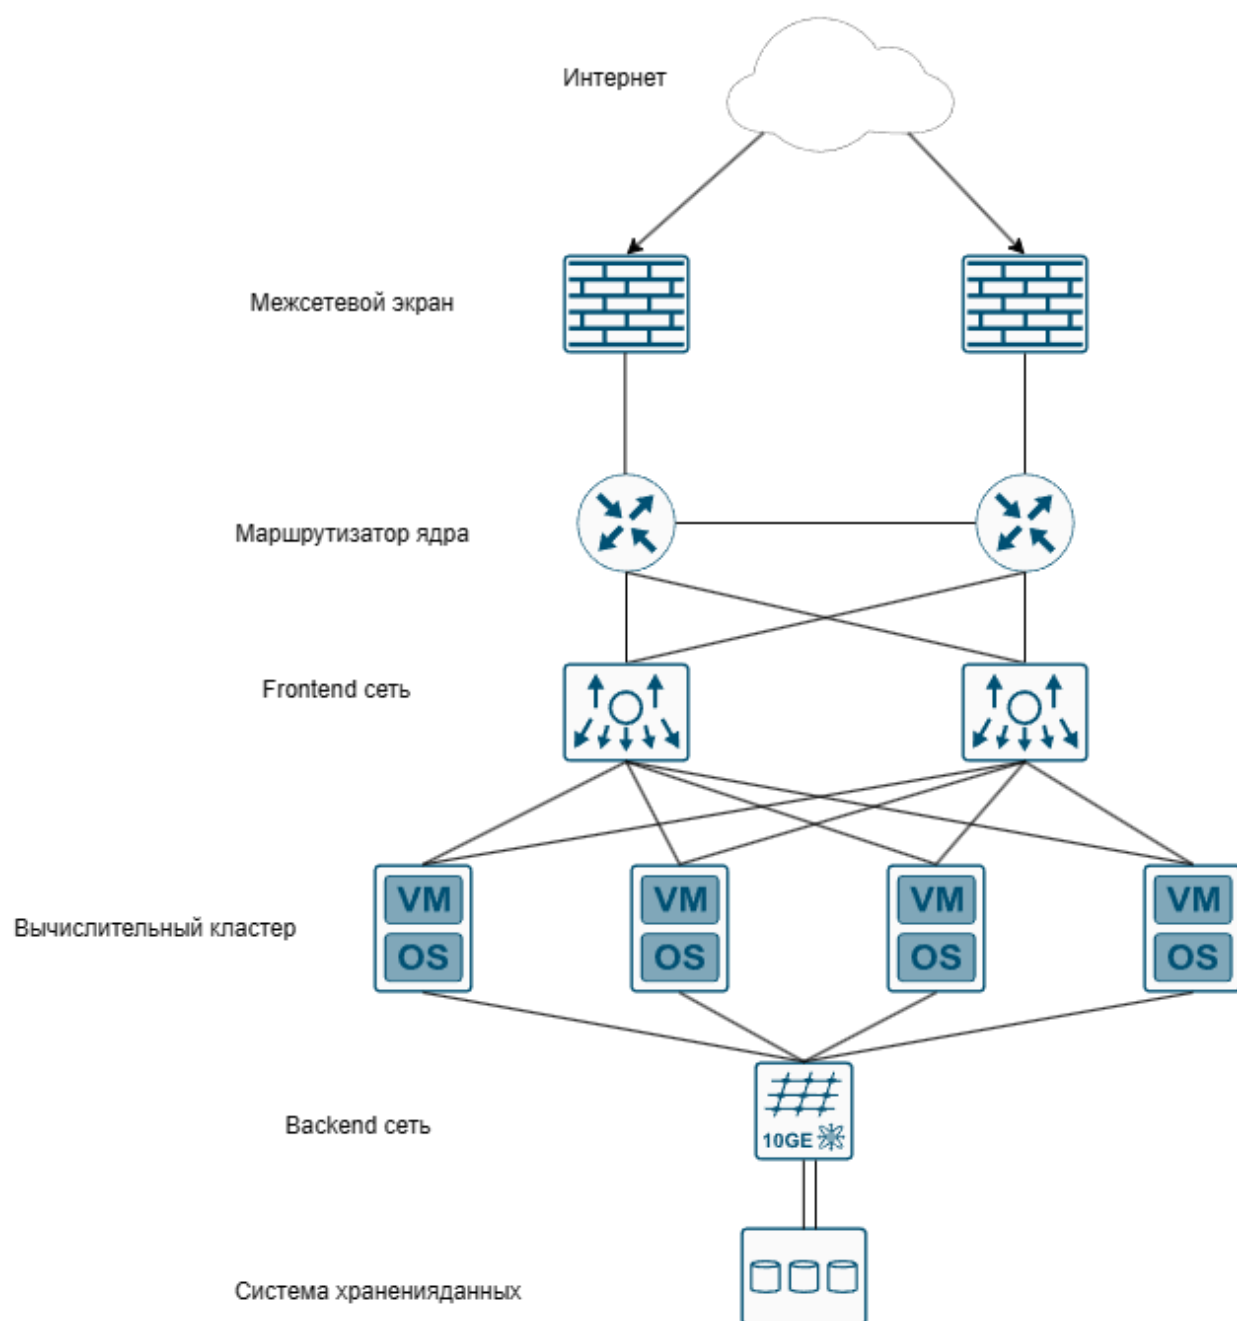 Интернет
Межсетевой экран
Маршрутизатор ядра
Frontend сеть
VM VM VM VM
Вычислительный кластер
OS OS OS OS
Backend сеть
10GE
Система храненияданных